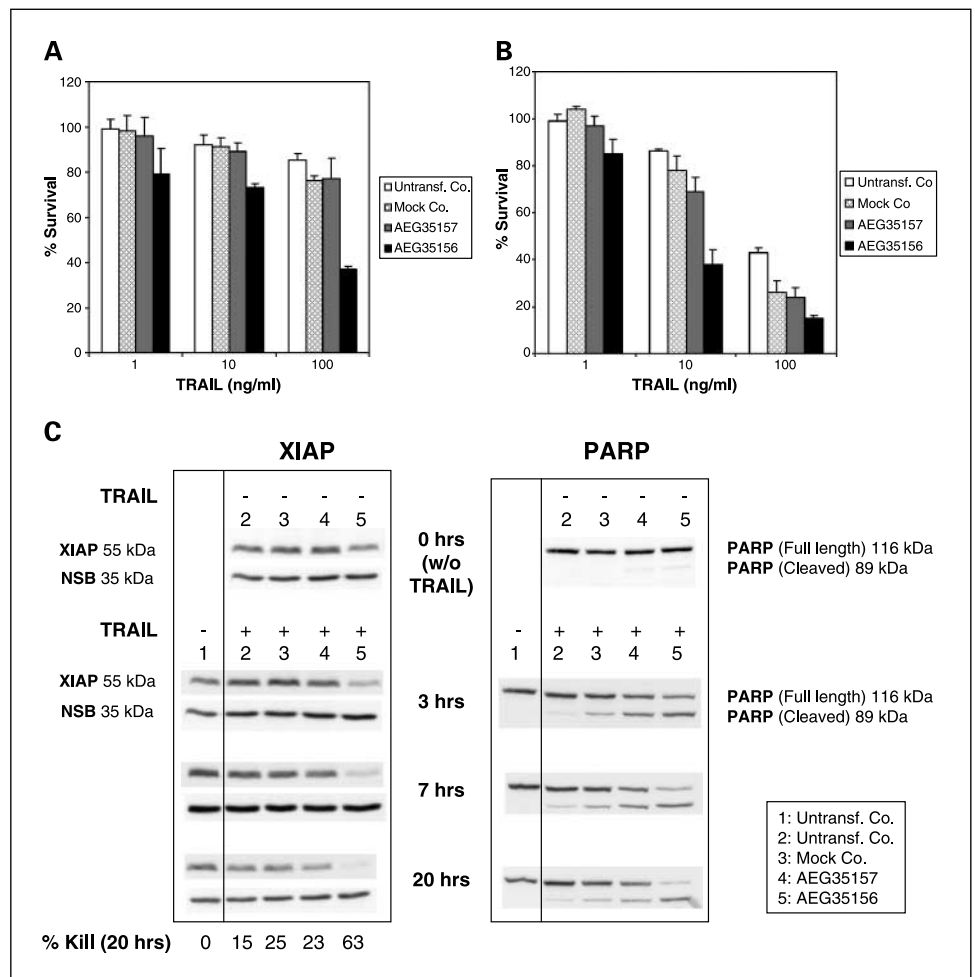 A
120
100
80
60
40
20
0
% Survival
1 10 100
TRAIL (ng/ml)
Untransf. Co.
Mock Co.
AEG35157
AEG35156
B
120
100
80
60
40
20
0
% Survival
1 10 100
TRAIL (ng/ml)
Untransf. Co
Mock Co
AEG35157
AEG35156
C
XIAP PARP
TRAIL - - - -
2 3 4 5
XIAP 55 kDa
NSB 35 kDa
0 hrs
(w/o
TRAIL)
- - - -
2 3 4 5
PARP (Full length) 116 kDa
PARP (Cleaved) 89 kDa
TRAIL - + + + +
1 2 3 4 5
XIAP 55 kDa
NSB 35 kDa
3 hrs
- + + + +
1 2 3 4 5
PARP (Full length) 116 kDa
PARP (Cleaved) 89 kDa
7 hrs
20 hrs
1: Untransf. Co.
2: Untransf. Co.
3: Mock Co.
4: AEG35157
5: AEG35156
% Kill (20 hrs) 0 15 25 23 63